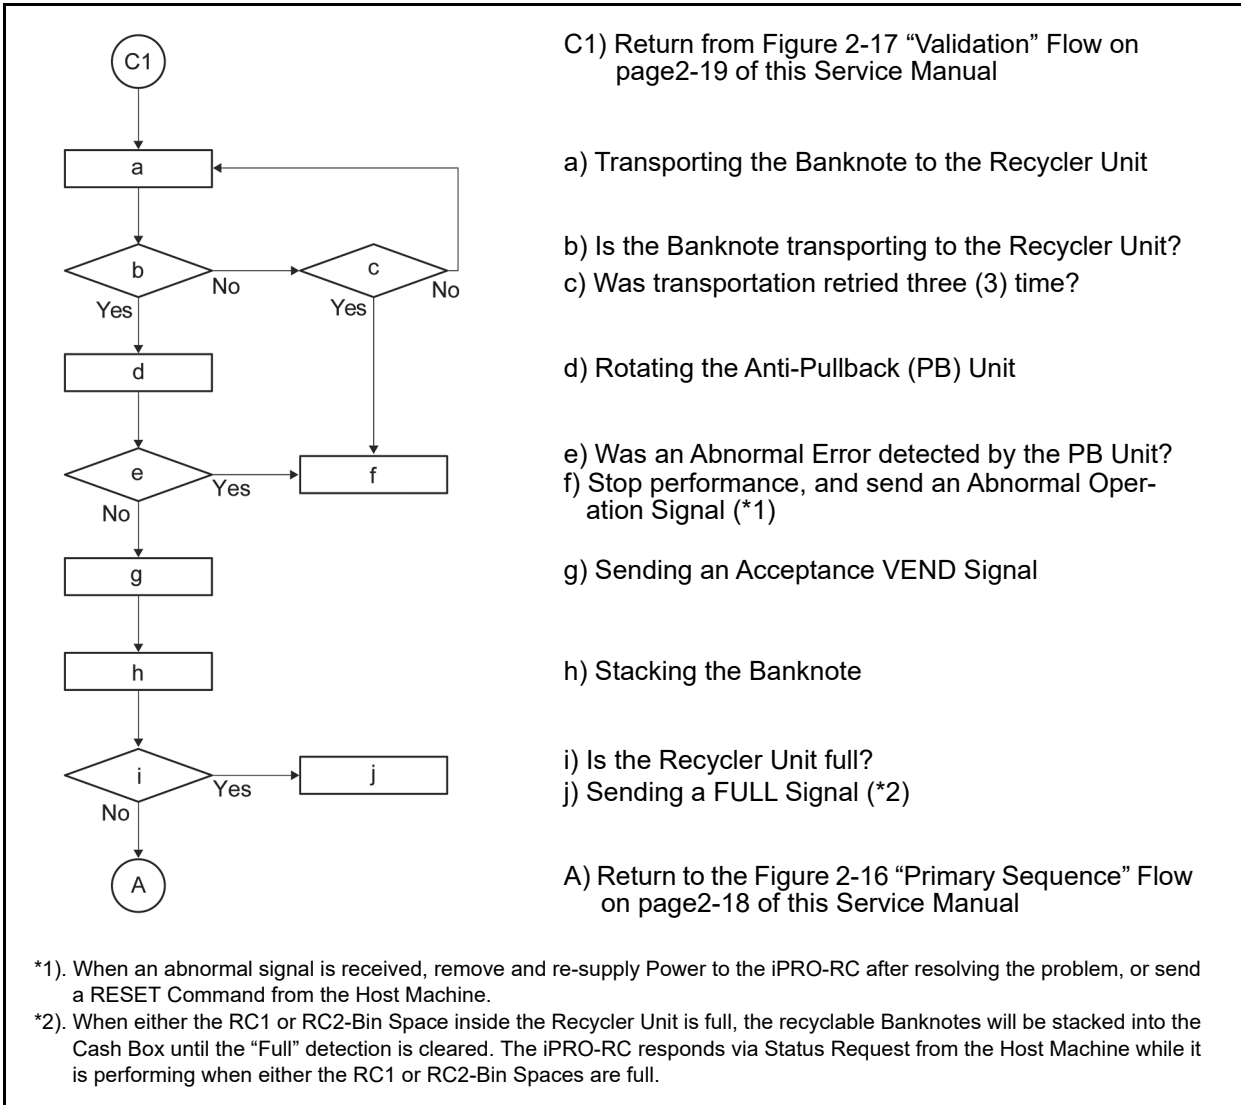 C1
C1) Return from Figure 2-17 “Validation” Flow on
page2-19 of this Service Manual
a
a) Transporting the Banknote to the Recycler Unit
b
No
Yes
c
No
Yes
b) Is the Banknote transporting to the Recycler Unit?
c) Was transportation retried three (3) time?
d
d) Rotating the Anti-Pullback (PB) Unit
e
Yes
No
f
e) Was an Abnormal Error detected by the PB Unit?
f) Stop performance, and send an Abnormal Oper-
ation Signal (*1)
g
g) Sending an Acceptance VEND Signal
h
h) Stacking the Banknote
i
Yes
No
j
i) Is the Recycler Unit full?
j) Sending a FULL Signal (*2)
A
A) Return to the Figure 2-16 “Primary Sequence” Flow
on page2-18 of this Service Manual
*1). When an abnormal signal is received, remove and re-supply Power to the iPRO-RC after resolving the problem, or send
a RESET Command from the Host Machine.
*2). When either the RC1 or RC2-Bin Space inside the Recycler Unit is full, the recyclable Banknotes will be stacked into the
Cash Box until the “Full” detection is cleared. The iPRO-RC responds via Status Request from the Host Machine while it
is performing when either the RC1 or RC2-Bin Spaces are full.